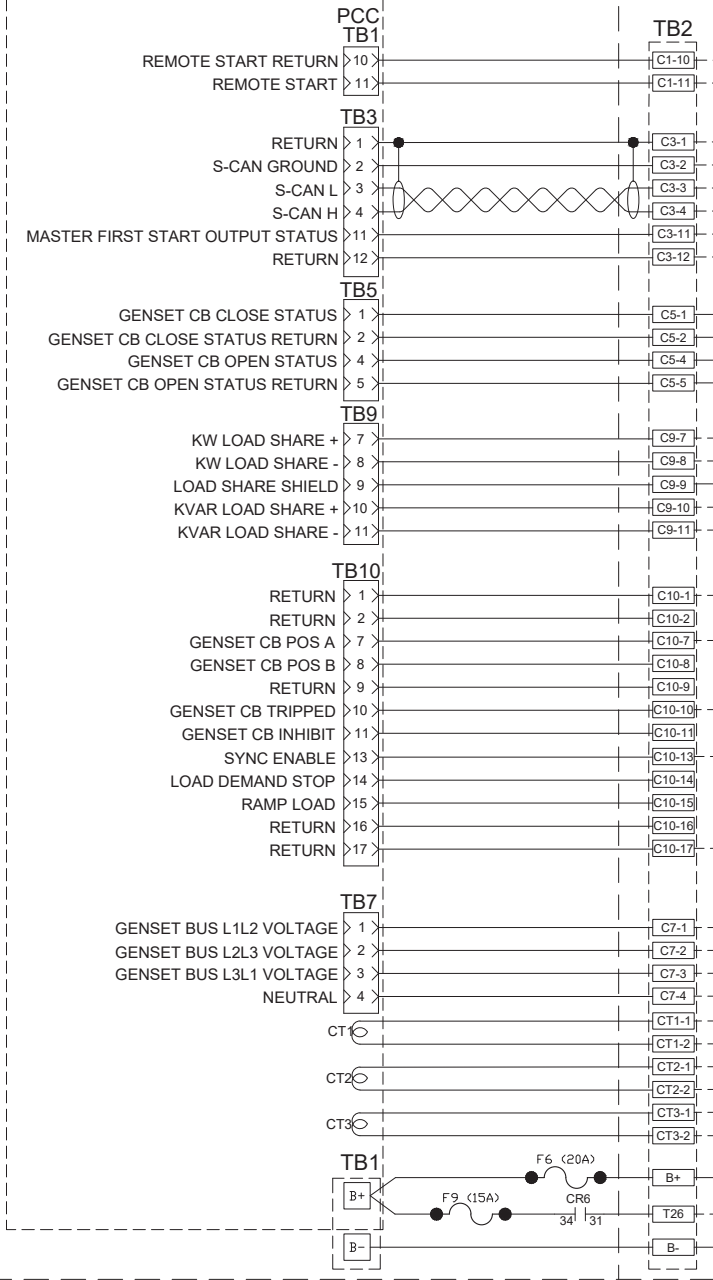 PCC
TB1 TB2
REMOTE START RETURN 10 C1-10
REMOTE START 11 C1-11
TB3
RETURN 1 C3-1
S-CAN GROUND 2 C3-2
S-CAN L 3 C3-3
S-CAN H 4 C3-4
MASTER FIRST START OUTPUT STATUS 11 C3-11
RETURN 12 C3-12
TB5
GENSET CB CLOSE STATUS 1 C5-1
GENSET CB CLOSE STATUS RETURN 2 C5-2
GENSET CB OPEN STATUS 4 C5-4
GENSET CB OPEN STATUS RETURN 5 C5-5
TB9
KW LOAD SHARE + 7 C9-7
KW LOAD SHARE - 8 C9-8
LOAD SHARE SHIELD 9 C9-9
KVAR LOAD SHARE + 10 C9-10
KVAR LOAD SHARE - 11 C9-11
TB10
RETURN 1 C10-1
RETURN 2 C10-2
GENSET CB POS A 7 C10-7
GENSET CB POS B 8 C10-8
RETURN 9 C10-9
GENSET CB TRIPPED 10 C10-10
GENSET CB INHIBIT 11 C10-11
SYNC ENABLE 13 C10-13
LOAD DEMAND STOP 14 C10-14
RAMP LOAD 15 C10-15
RETURN 16 C10-16
RETURN 17 C10-17
TB7
GENSET BUS L1L2 VOLTAGE 1 C7-1
GENSET BUS L2L3 VOLTAGE 2 C7-2
GENSET BUS L3L1 VOLTAGE 3 C7-3
NEUTRAL 4 C7-4
CT1 CT1-1
CT1-2
CT2 CT2-1
CT2-2
CT3 CT3-1
CT3-2
TB1
F6 (20A) B+
B+ F9 (15A) CR6
34 31 T26
B- B-